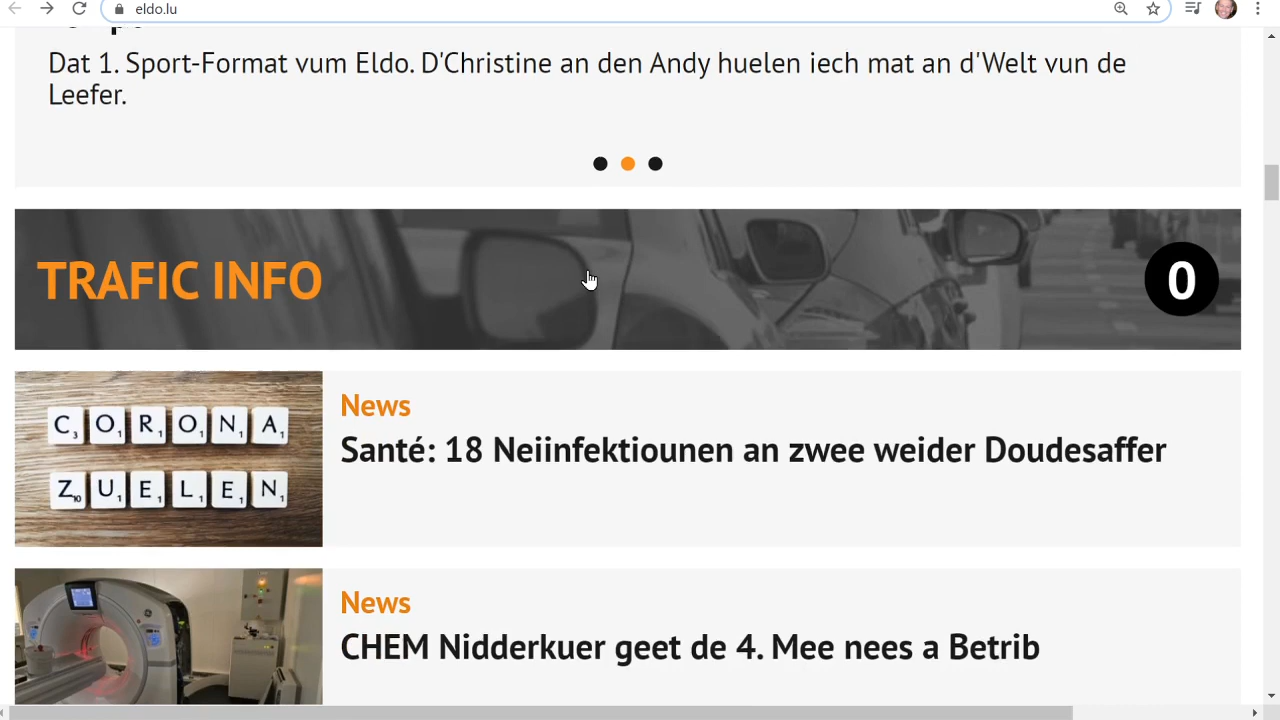 eldo.lu
Dat 1. Sport-Format vum Eldo. D'Christine an den Andy huelen iech mat an d'Welt vun de
Leefer.
TRAFIC INFO
0
CORONA
ZUELEN
News
Santé: 18 Neiinfektiounen an zwee weider Doudesaffer
News
CHEM Nidderkuer geet de 4. Mee nees a Betrib